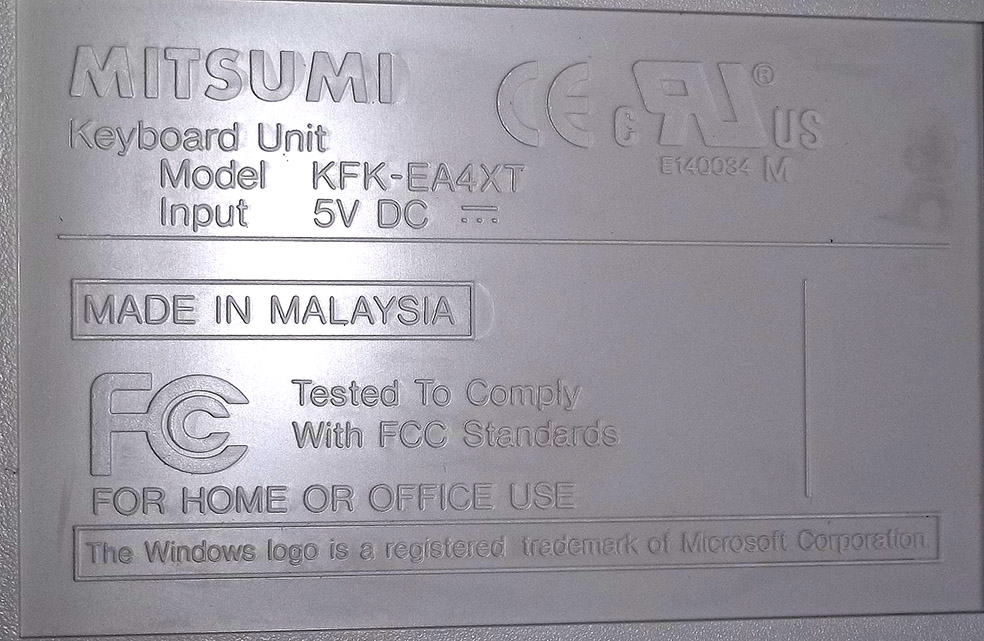 MITSUMI
Keyboard Unit
Model KFK-EA4XT
Input 5V DC
CE c RU ® US
E140034 M
MADE IN MALAYSIA
FC
Tested To Comply
With FCC Standards
FOR HOME OR OFFICE USE
The Windows logo is a registered trademark of Microsoft Corporation.